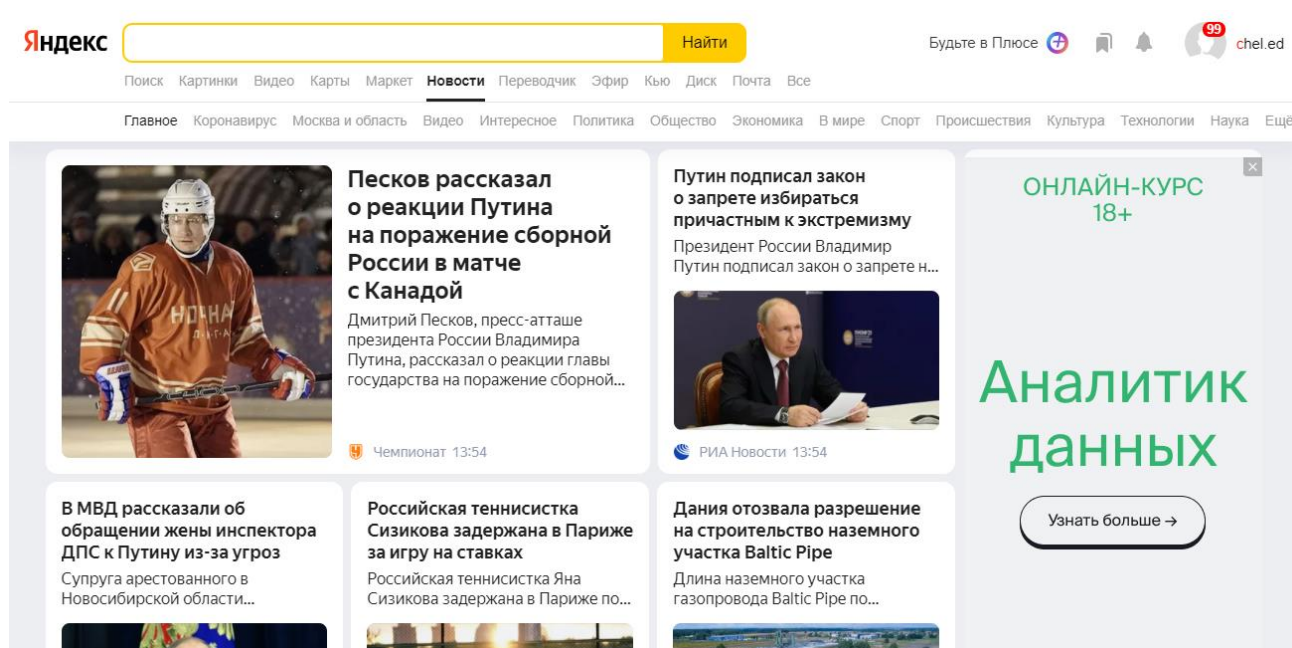 Яндекс
Найти
Будьте в Плюсе
99
chel.ed
Поиск Картинки Видео Карты Маркет Новости Переводчик Эфир Кью Диск Почта Все
Главное Коронавирус Москва и область Видео Интересное Политика Общество Экономика В мире Спорт Происшествия Культура Технологии Наука Ещё
11
НОЧНАЯ
ЛИГА
Песков рассказал
о реакции Путина
на поражение сборной
России в матче
с Канадой
Дмитрий Песков, пресс-атташе
президента России Владимира
Путина, рассказал о реакции главы
государства на поражение сборной...
Чемпионат 13:54
Путин подписал закон
о запрете избираться
причастным к экстремизму
Президент России Владимир
Путин подписал закон о запрете н...
РИА Новости 13:54
ОНЛАЙН-КУРС
18+
Аналитик
данных
Узнать больше →
В МВД рассказали об
обращении жены инспектора
ДПС к Путину из-за угроз
Супруга арестованного в
Новосибирской области...
Российская теннисистка
Сизикова задержана в Париже
за игру на ставках
Российская теннисистка Яна
Сизикова задержана в Париже по...
Дания отозвала разрешение
на строительство наземного
участка Baltic Pipe
Длина наземного участка
газопровода Baltic Pipe по...